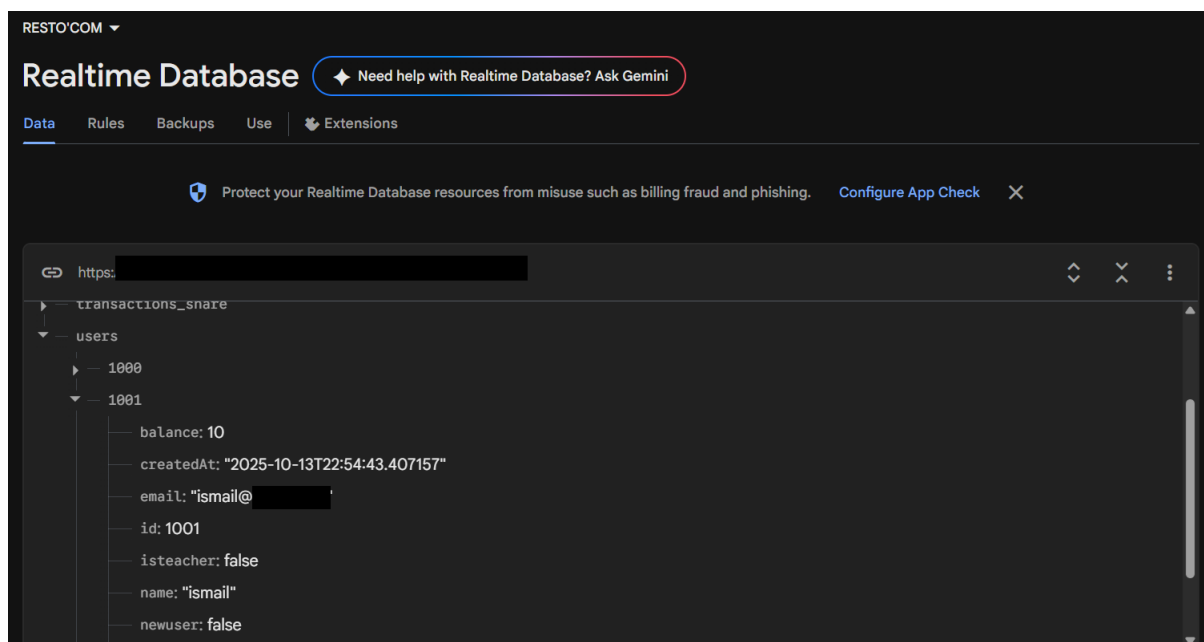 RESTO'COM
Realtime Database Need help with Realtime Database? Ask Gemini
Data Rules Backups Use Extensions
Protect your Realtime Database resources from misuse such as billing fraud and phishing. Configure App Check
https:
transactions_share
users
1000
1001
balance: 10
createdAt: "2025-10-13T22:54:43.407157"
email: "ismail@
id: 1001
isteacher: false
name: "ismail"
newuser: false